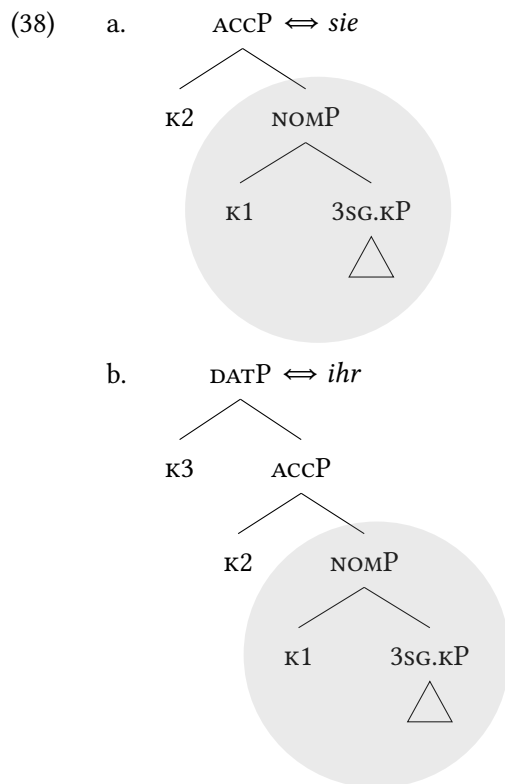 (38) a. ACCP ⇔ sie
K2 NOMP
K1 3SG.KP
b. DATP ⇔ ihr
K3 ACCP
K2 NOMP
K1 3SG.KP